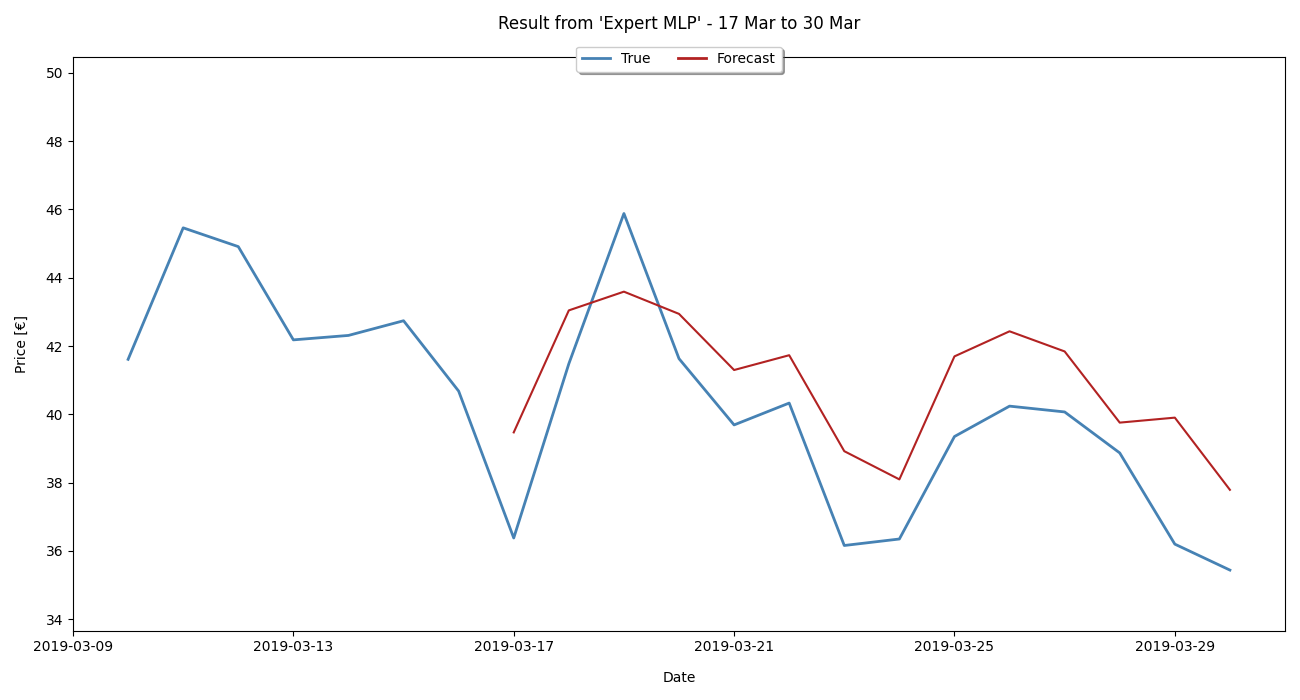 Result from 'Expert MLP' - 17 Mar to 30 Mar
True Forecast
50
48
46
44
42
40
38
36
34
Price [€]
2019-03-09 2019-03-13 2019-03-17 2019-03-21 2019-03-25 2019-03-29
Date